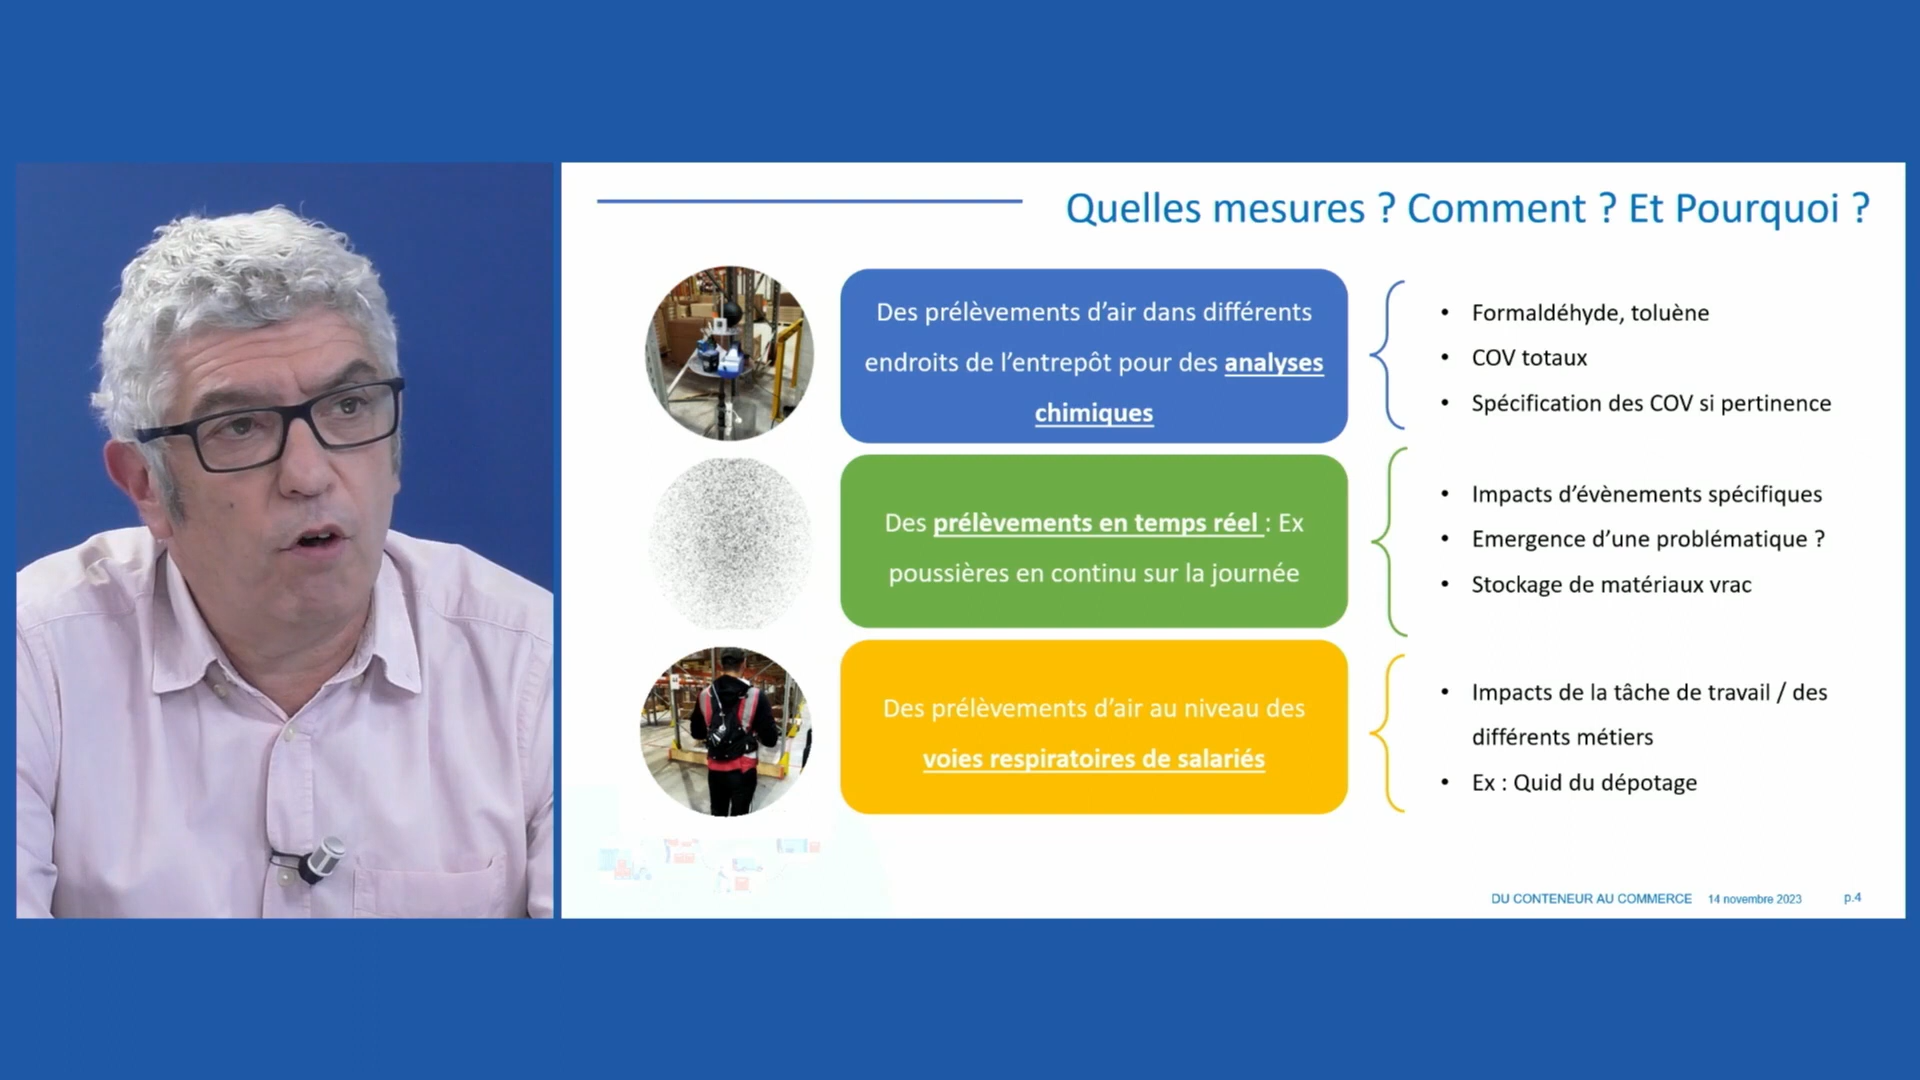 Quelles mesures ? Comment ? Et Pourquoi ?
Des prélèvements d’air dans différents
endroits de l’entrepôt pour des analyses
chimiques
• Formaldéhyde, toluène
• COV totaux
• Spécification des COV si pertinence
Des prélèvements en temps réel : Ex
poussières en continu sur la journée
• Impacts d’évènements spécifiques
• Emergence d’une problématique ?
• Stockage de matériaux vrac
Des prélèvements d’air au niveau des
voies respiratoires de salariés
• Impacts de la tâche de travail / des
différents métiers
• Ex : Quid du dépotage
DU CONTENEUR AU COMMERCE 14 novembre 2023 p.4